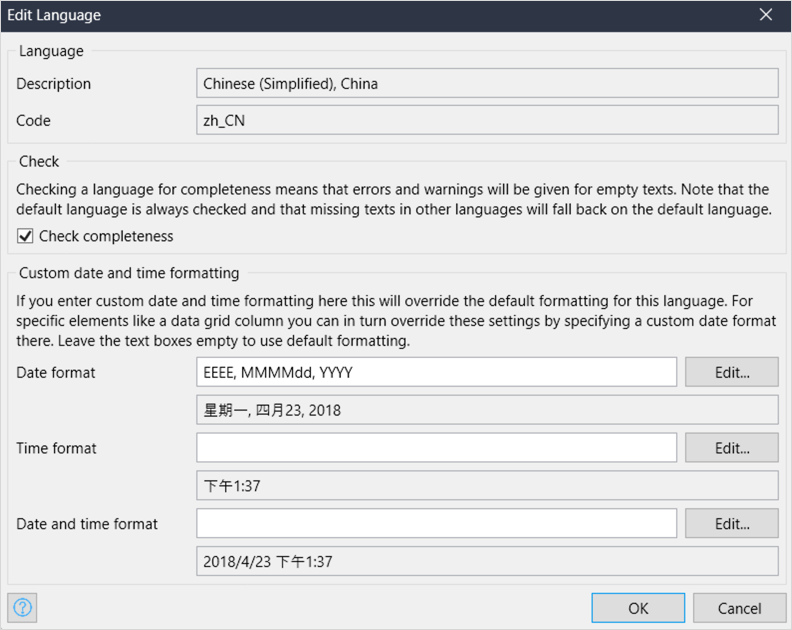 Edit Language
Language
Description
Chinese (Simplified), China
Code
zh_CN
Check
Checking a language for completeness means that errors and warnings will be given for empty texts. Note that the
default language is always checked and that missing texts in other languages will fall back on the default language.
Check completeness
Custom date and time formatting
If you enter custom date and time formatting here this will override the default formatting for this language. For
specific elements like a data grid column you can in turn override these settings by specifying a custom date format
there. Leave the text boxes empty to use default formatting.
Date format
EEEE, MMMMdd, YYYY
Edit...
星期一, 四月23, 2018
Time format
Edit...
下午1:37
Date and time format
Edit...
2018/4/23 下午1:37
?
OK
Cancel